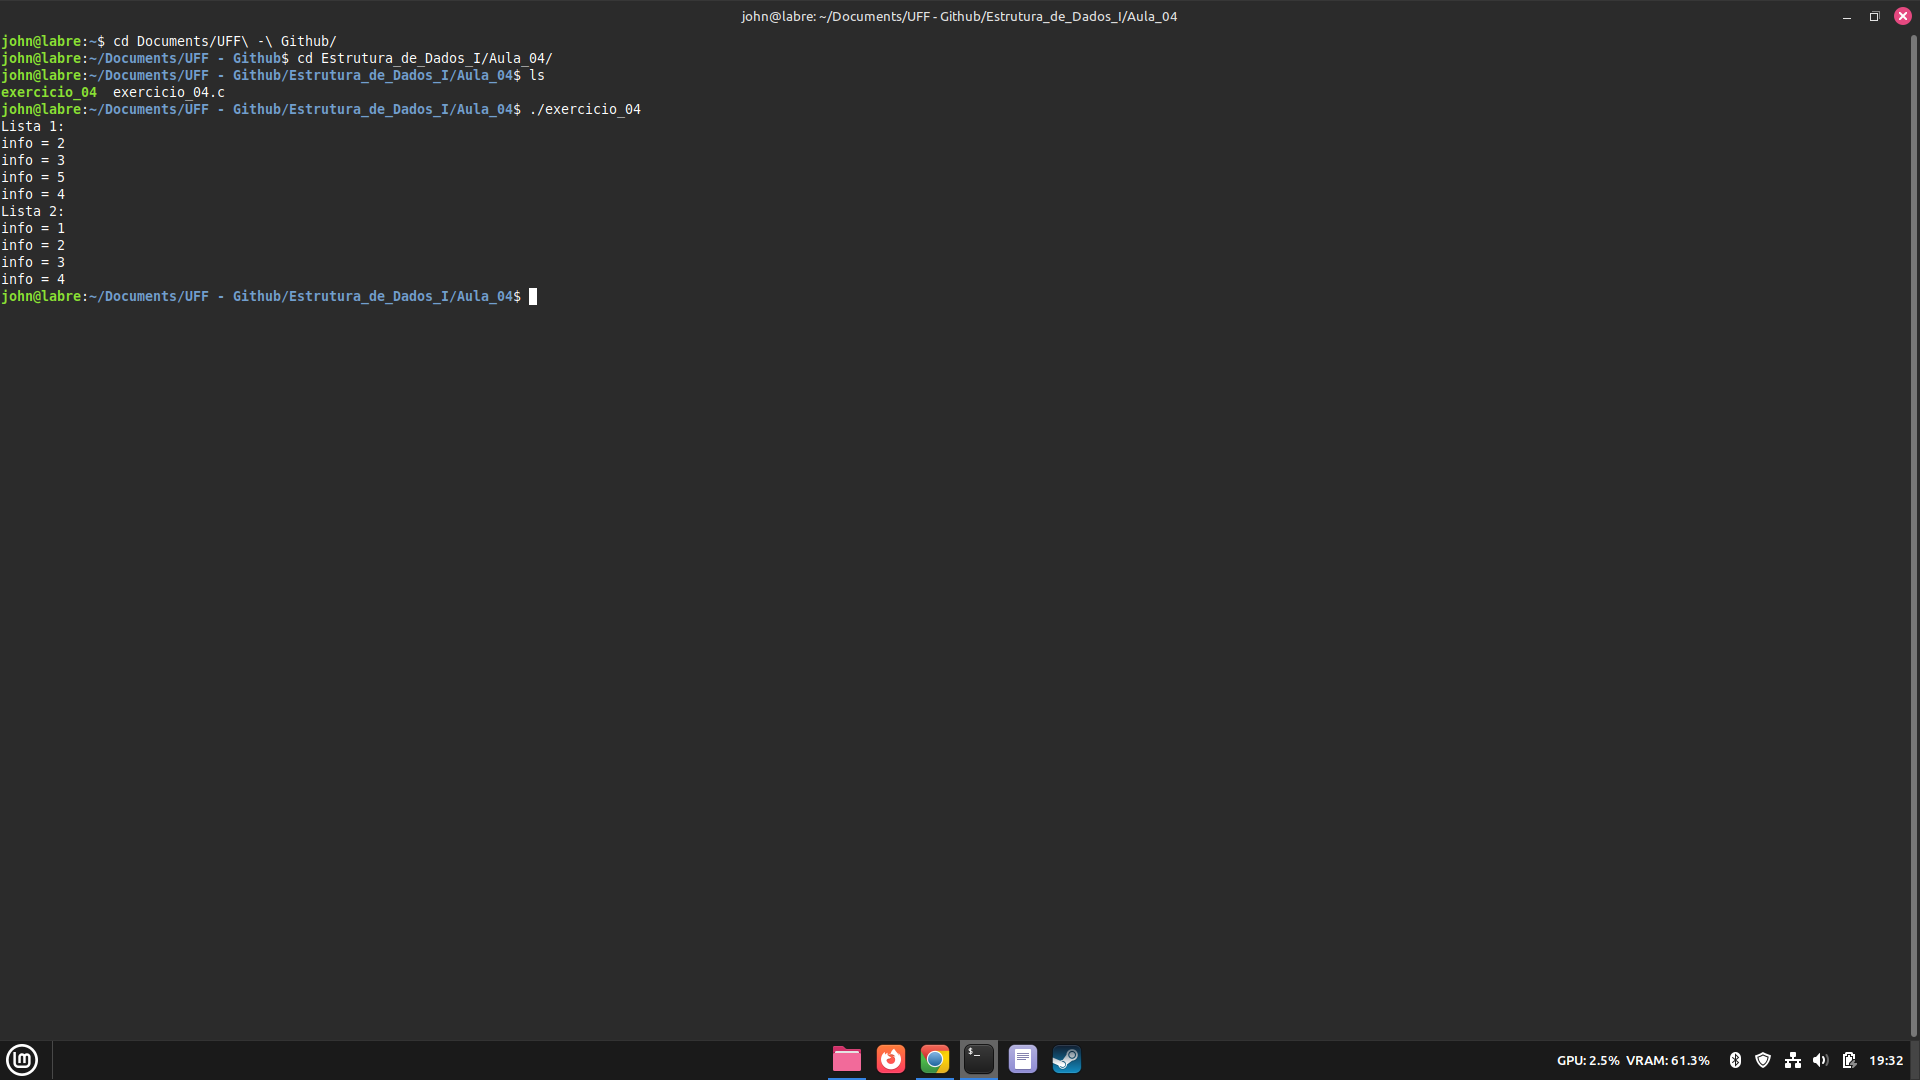 john@labre: ~/Documents/UFF - Github/Estrutura_de_Dados_I/Aula_04
john@labre:~$ cd Documents/UFF\ -\ Github/
john@labre:~/Documents/UFF - Github$ cd Estrutura_de_Dados_I/Aula_04/
john@labre:~/Documents/UFF - Github/Estrutura_de_Dados_I/Aula_04$ ls
exercicio_04  exercicio_04.c
john@labre:~/Documents/UFF - Github/Estrutura_de_Dados_I/Aula_04$ ./exercicio_04
Lista 1:
info = 2
info = 3
info = 5
info = 4
Lista 2:
info = 1
info = 2
info = 3
info = 4
john@labre:~/Documents/UFF - Github/Estrutura_de_Dados_I/Aula_04$
lm
$_
GPU: 2.5% VRAM: 61.3%
19:32